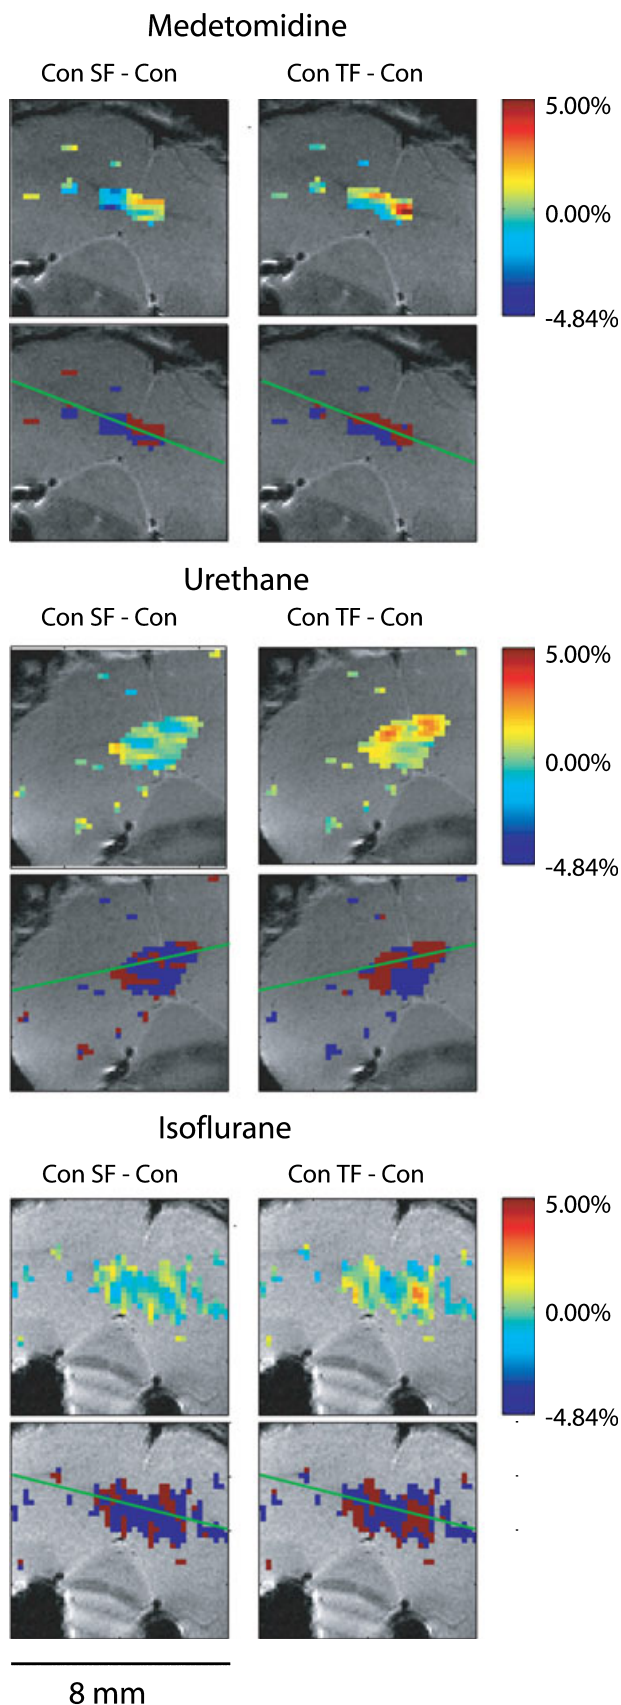 Medetomidine
Con SF - Con
Con TF - Con
5.00%
0.00%
-4.84%
Urethane
Con SF - Con
Con TF - Con
5.00%
0.00%
-4.84%
Isoflurane
Con SF - Con
Con TF - Con
5.00%
0.00%
-4.84%
8 mm